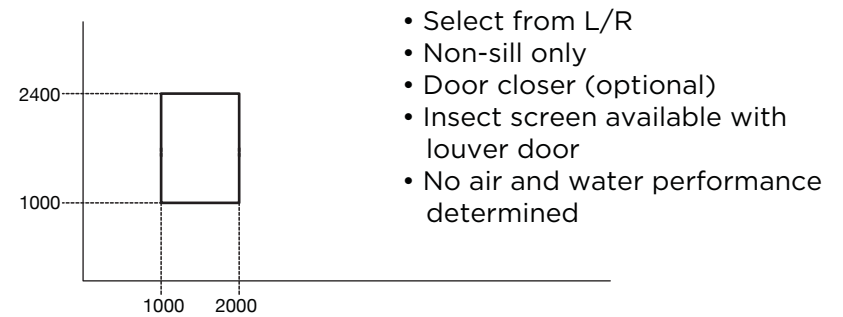 • Select from L/R
• Non-sill only
• Door closer (optional)
• Insect screen available with
louver door
• No air and water performance
determined
2400
1000
1000 2000